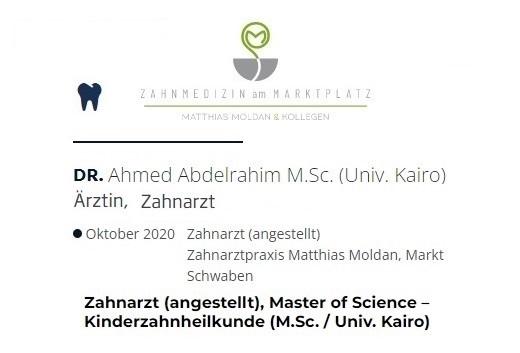 ZAHNMEDIZIN am MARKTPLATZ
MATTHIAS MOLDAN & KOLLEGEN
DR. Ahmed Abdelrahim M.Sc. (Univ. Kairo)
Ärztin, Zahnarzt
Oktober 2020 Zahnarzt (angestellt)
Zahnarztpraxis Matthias Moldan, Markt
Schwaben
Zahnarzt (angestellt), Master of Science –
Kinderzahnheilkunde (M.Sc. / Univ. Kairo)